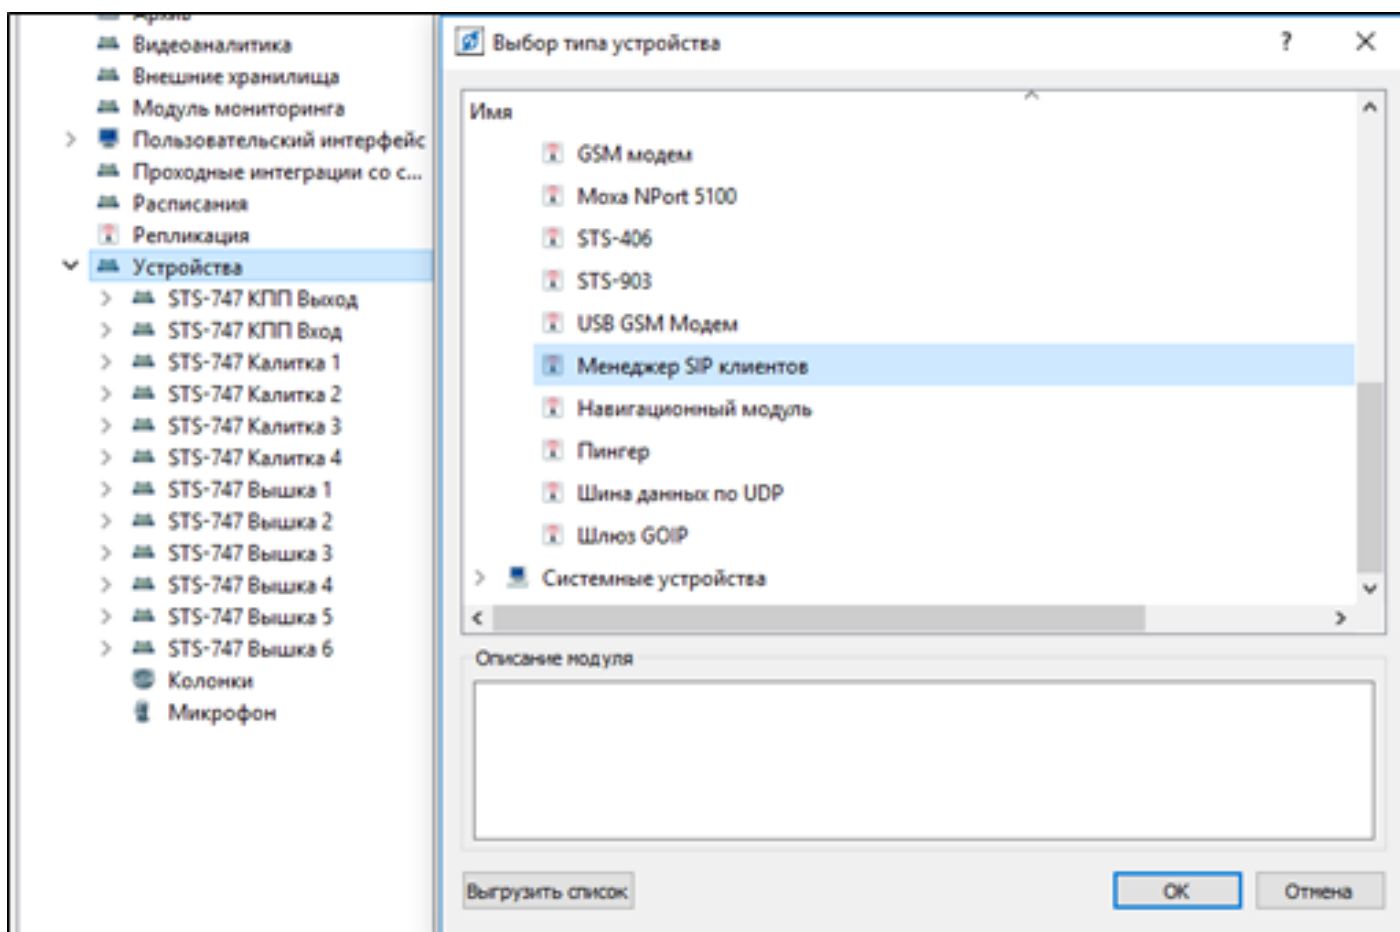 Архив
Видеоаналитика
Внешние хранилища
Модуль мониторинга
Пользовательский интерфейс
Проходные интеграции со с...
Расписания
Репликация
Устройства
STS-747 КПП Выход
STS-747 КПП Вход
STS-747 Калитка 1
STS-747 Калитка 2
STS-747 Калитка 3
STS-747 Калитка 4
STS-747 Вышка 1
STS-747 Вышка 2
STS-747 Вышка 3
STS-747 Вышка 4
STS-747 Вышка 5
STS-747 Вышка 6
Колонки
Микрофон
Выбор типа устройства
Имя
GSM модем
Moxa NPort 5100
STS-406
STS-903
USB GSM Модем
Менеджер SIP клиентов
Навигационный модуль
Пингер
Шина данных по UDP
Шлюз GOIP
Системные устройства
Описание модуля
Выгрузить список
OK
Отмена